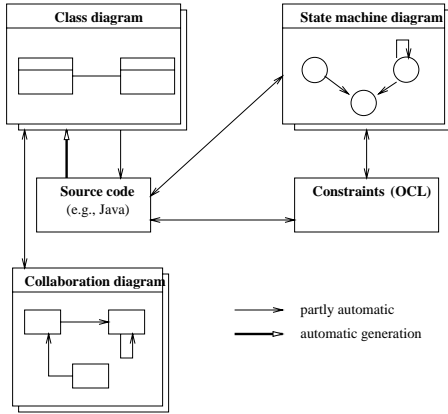 Class diagram
State machine diagram
Source code
(e.g., Java)
Constraints (OCL)
Collaboration diagram
partly automatic
automatic generation